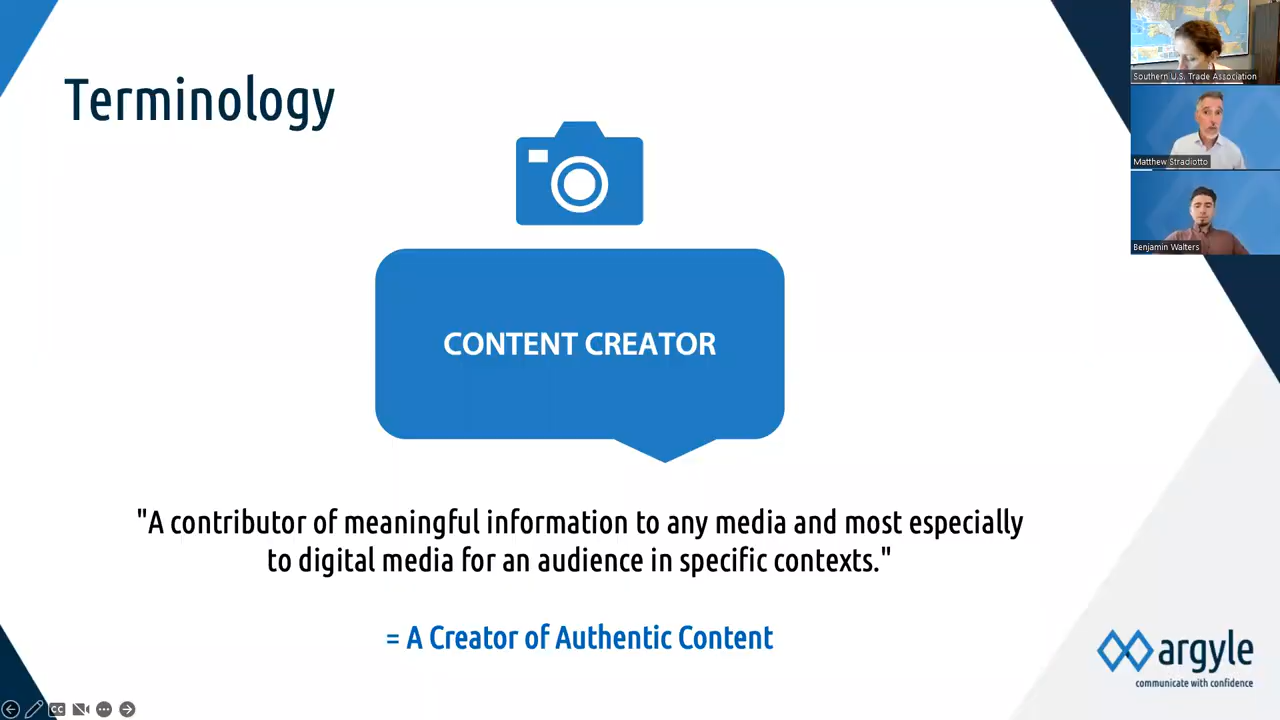 Terminology
CONTENT CREATOR
"A contributor of meaningful information to any media and most especially
to digital media for an audience in specific contexts."
= A Creator of Authentic Content
argyle
communicate with confidence
Southern U.S. Trade Association
Matthew Stradiotto
Benjamin Walters
CC